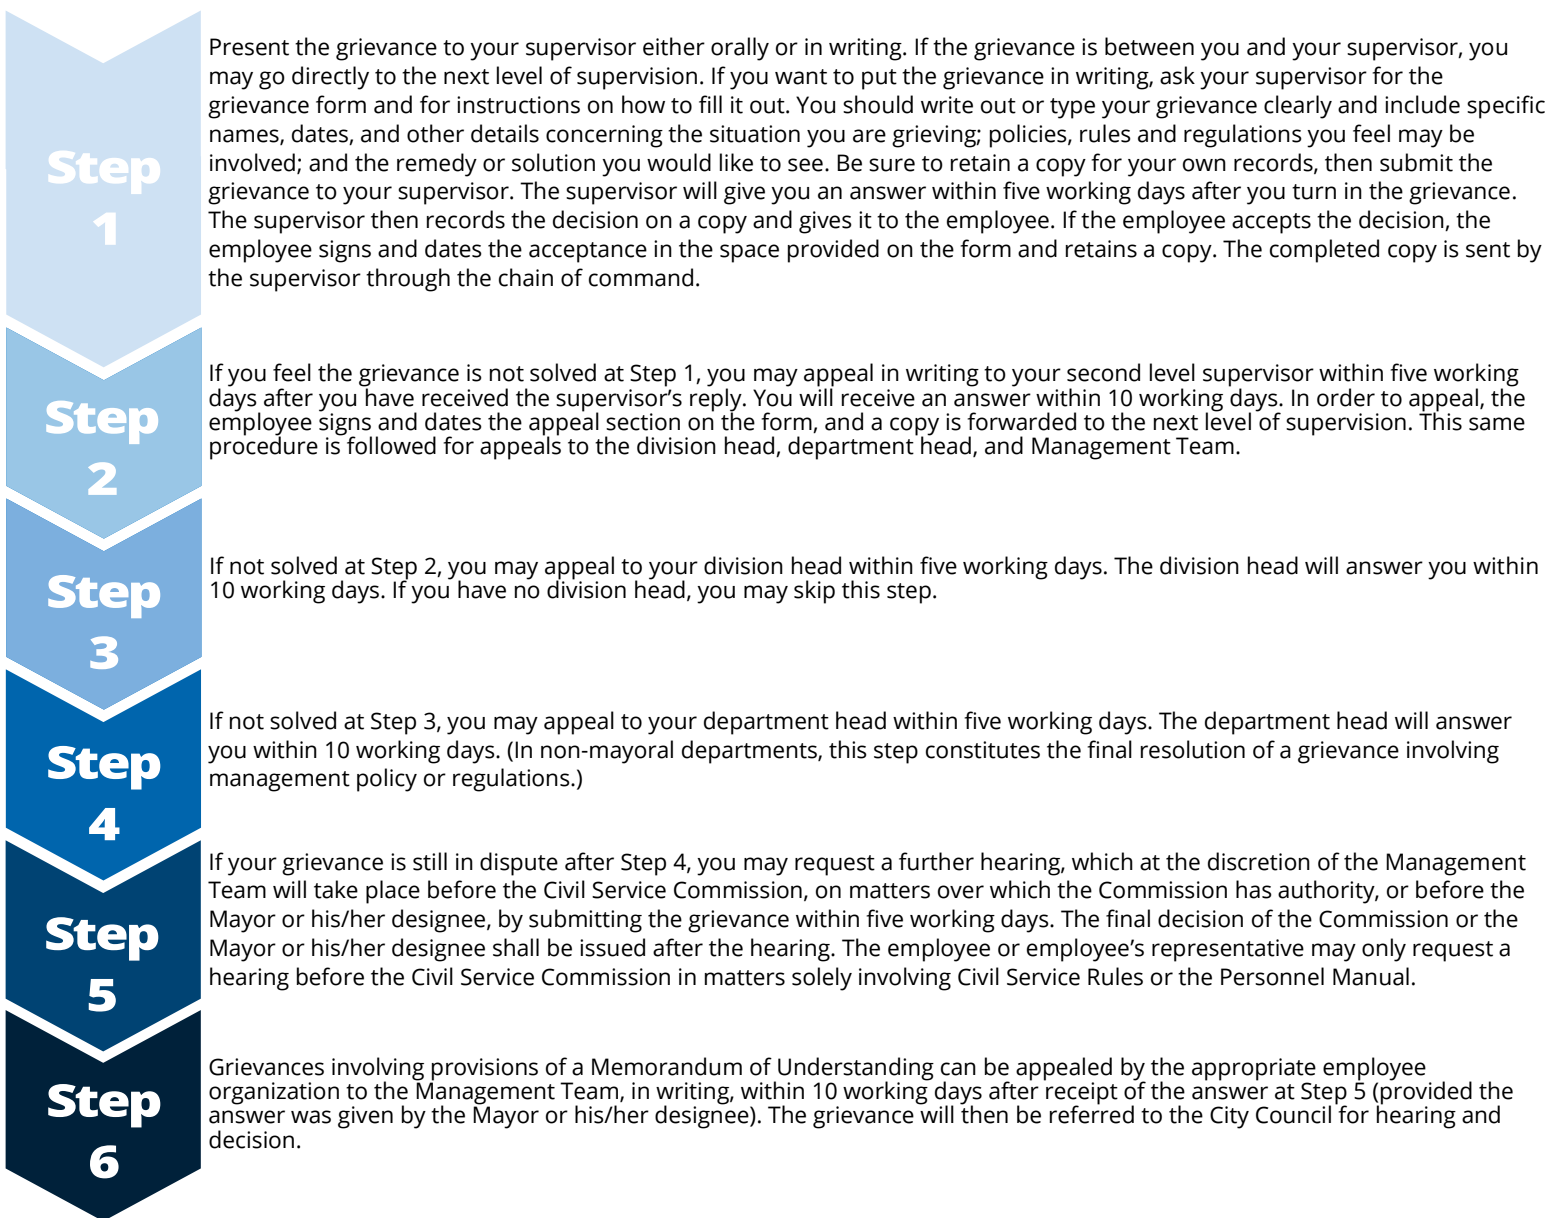 Step
1
Present the grievance to your supervisor either orally or in writing. If the grievance is between you and your supervisor, you
may go directly to the next level of supervision. If you want to put the grievance in writing, ask your supervisor for the
grievance form and for instructions on how to fill it out. You should write out or type your grievance clearly and include specific
names, dates, and other details concerning the situation you are grieving; policies, rules and regulations you feel may be
involved; and the remedy or solution you would like to see. Be sure to retain a copy for your own records, then submit the
grievance to your supervisor. The supervisor will give you an answer within five working days after you turn in the grievance.
The supervisor then records the decision on a copy and gives it to the employee. If the employee accepts the decision, the
employee signs and dates the acceptance in the space provided on the form and retains a copy. The completed copy is sent by
the supervisor through the chain of command.
Step
2
If you feel the grievance is not solved at Step 1, you may appeal in writing to your second level supervisor within five working
days after you have received the supervisor’s reply. You will receive an answer within 10 working days. In order to appeal, the
employee signs and dates the appeal section on the form, and a copy is forwarded to the next level of supervision. This same
procedure is followed for appeals to the division head, department head, and Management Team.
Step
3
If not solved at Step 2, you may appeal to your division head within five working days. The division head will answer you within
10 working days. If you have no division head, you may skip this step.
Step
4
If not solved at Step 3, you may appeal to your department head within five working days. The department head will answer
you within 10 working days. (In non-mayoral departments, this step constitutes the final resolution of a grievance involving
management policy or regulations.)
Step
5
If your grievance is still in dispute after Step 4, you may request a further hearing, which at the discretion of the Management
Team will take place before the Civil Service Commission, on matters over which the Commission has authority, or before the
Mayor or his/her designee, by submitting the grievance within five working days. The final decision of the Commission or the
Mayor or his/her designee shall be issued after the hearing. The employee or employee’s representative may only request a
hearing before the Civil Service Commission in matters solely involving Civil Service Rules or the Personnel Manual.
Step
6
Grievances involving provisions of a Memorandum of Understanding can be appealed by the appropriate employee
organization to the Management Team, in writing, within 10 working days after receipt of the answer at Step 5 (provided the
answer was given by the Mayor or his/her designee). The grievance will then be referred to the City Council for hearing and
decision.